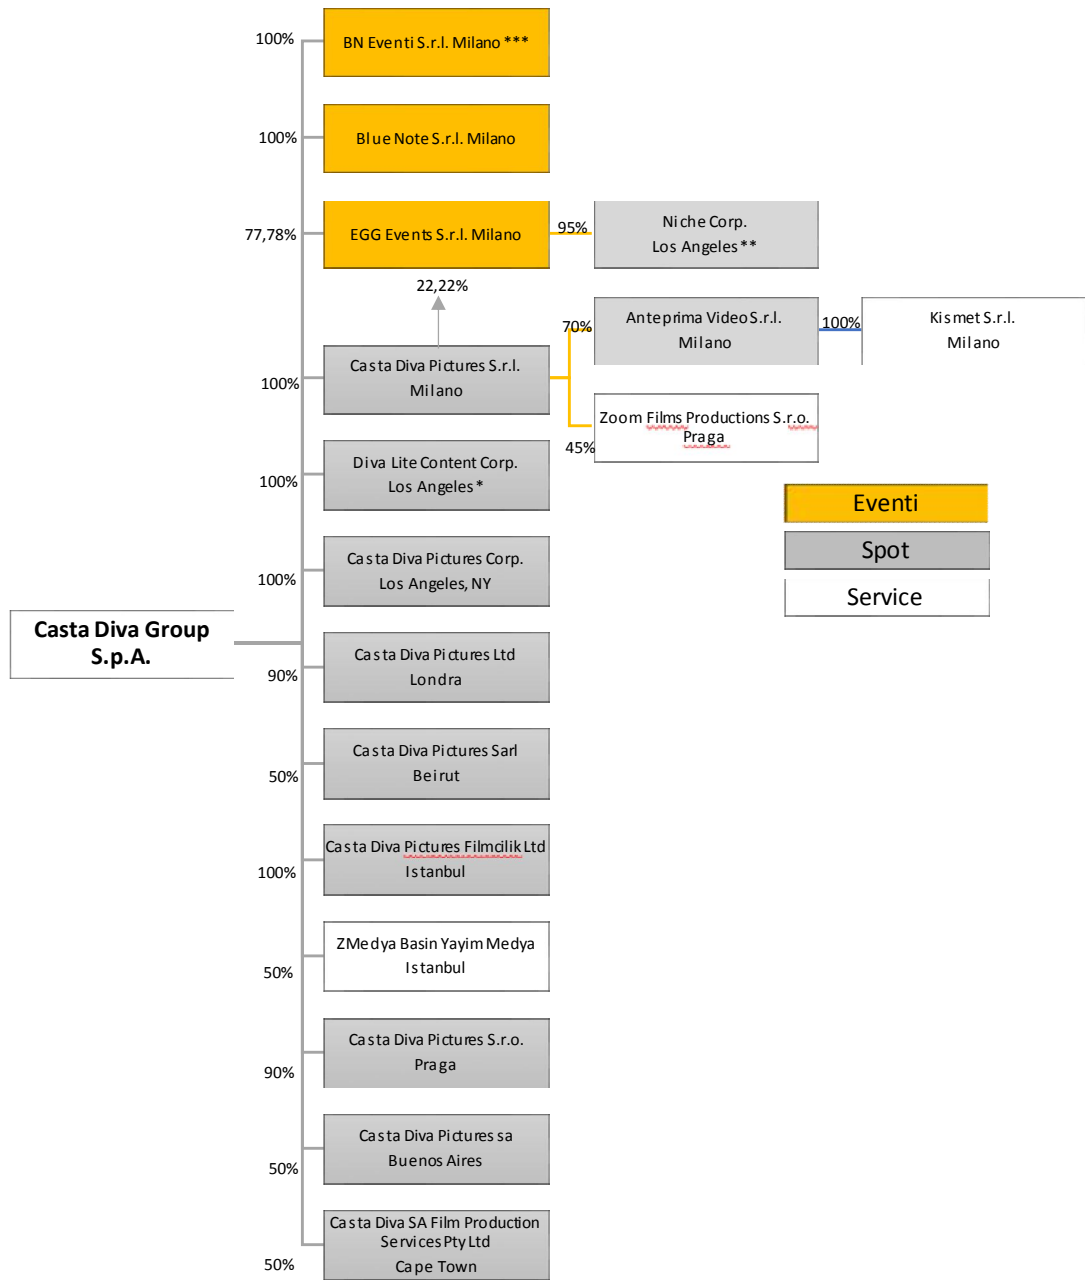 100%
BN Eventi S.r.l. Milano ***
100%
Blue Note S.r.l. Milano
77,78%
EGG Events S.r.l. Milano
95%
Niche Corp.
Los Angeles **
22,22%
100%
Casta Diva Pictures S.r.l.
Milano
70%
Anteprima Video S.r.l.
Milano
100%
Kismet S.r.l.
Milano
45%
Zoom Films Productions S.r.o.
Praga
100%
Diva Lite Content Corp.
Los Angeles *
Eventi
Spot
Service
100%
Casta Diva Pictures Corp.
Los Angeles, NY
Casta Diva Group
S.p.A.
90%
Casta Diva Pictures Ltd
Londra
50%
Casta Diva Pictures Sarl
Beirut
100%
Casta Diva Pictures Filmcilik Ltd
Istanbul
50%
ZMedya Basin Yayim Medya
Istanbul
90%
Casta Diva Pictures S.r.o.
Praga
50%
Casta Diva Pictures sa
Buenos Aires
50%
Casta Diva SA Film Production
Services Pty Ltd
Cape Town